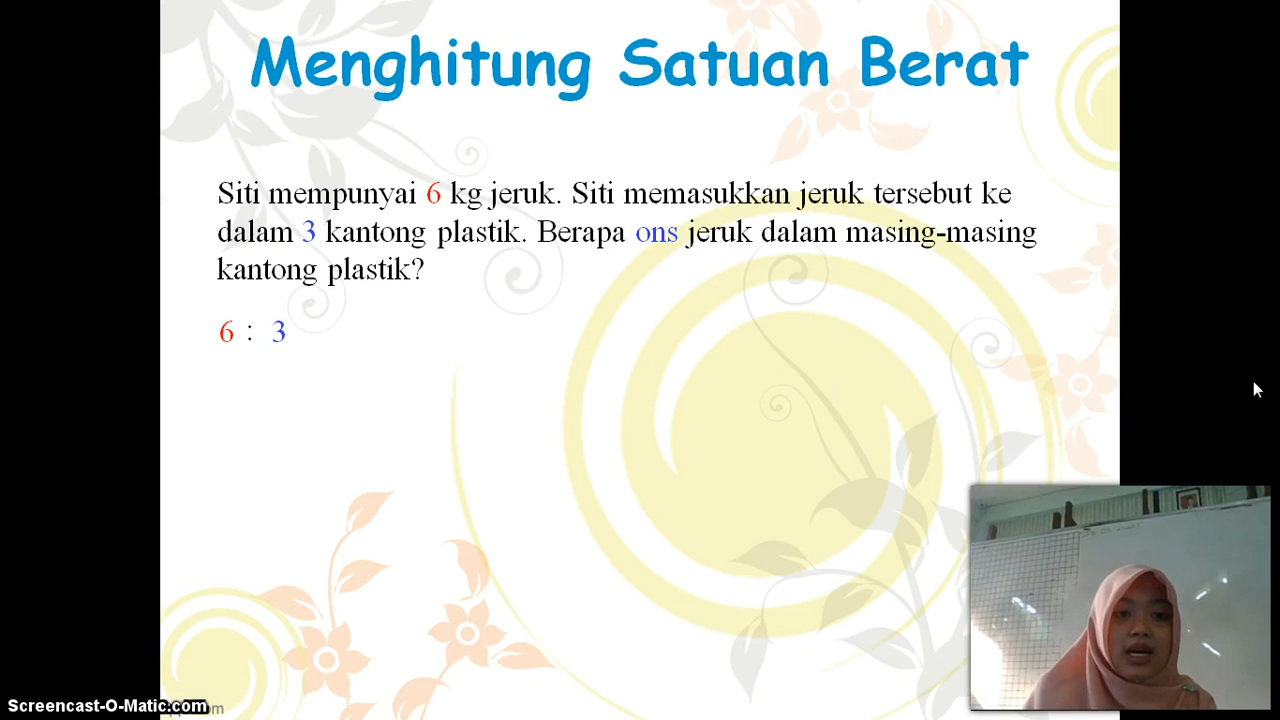 Menghitung Satuan Berat
Siti mempunyai 6 kg jeruk. Siti memasukkan jeruk tersebut ke
dalam 3 kantong plastik. Berapa ons jeruk dalam masing-masing
kantong plastik?
6 : 3
Screencast-O-Matic.com